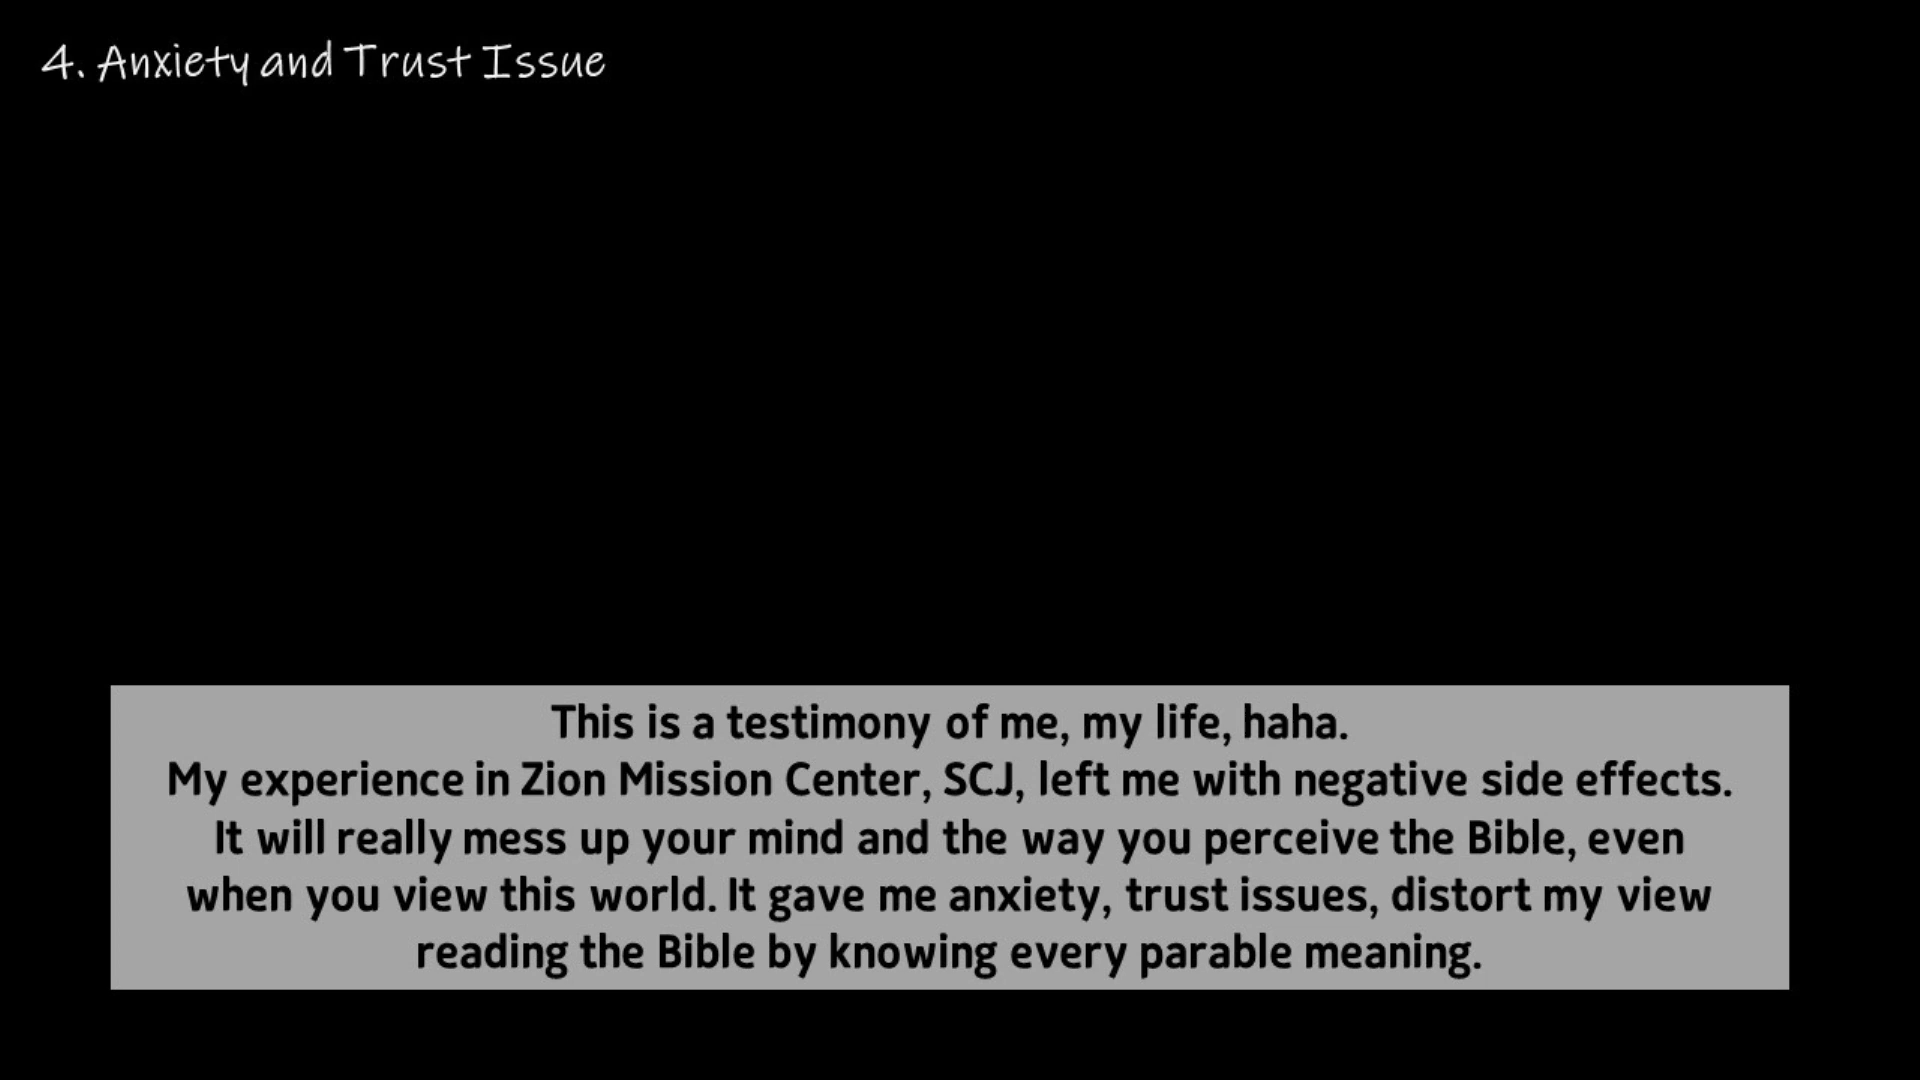 4. Anxiety and Trust Issue
This is a testimony of me, my life, haha.
My experience in Zion Mission Center, SCJ, left me with negative side effects.
It will really mess up your mind and the way you perceive the Bible, even
when you view this world. It gave me anxiety, trust issues, distort my view
reading the Bible by knowing every parable meaning.